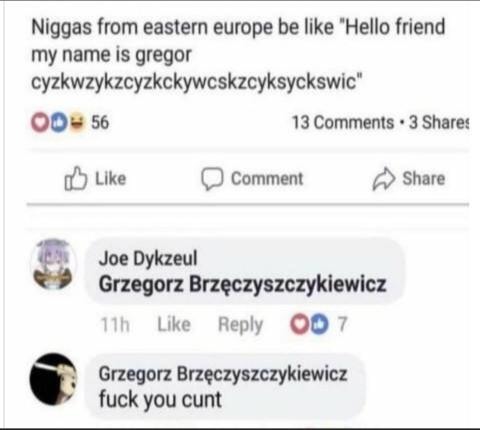 Niggas from eastern europe be like "Hello friend
my name is gregor
cyzkwzykzcyzkckywcskzcyksyckswic"
56
13 Comments • 3 Shares
Like
Comment
Share
Joe Dykzeul
Grzegorz Brzęczyszczykiewicz
11h Like Reply 7
Grzegorz Brzęczyszczykiewicz
fuck you cunt